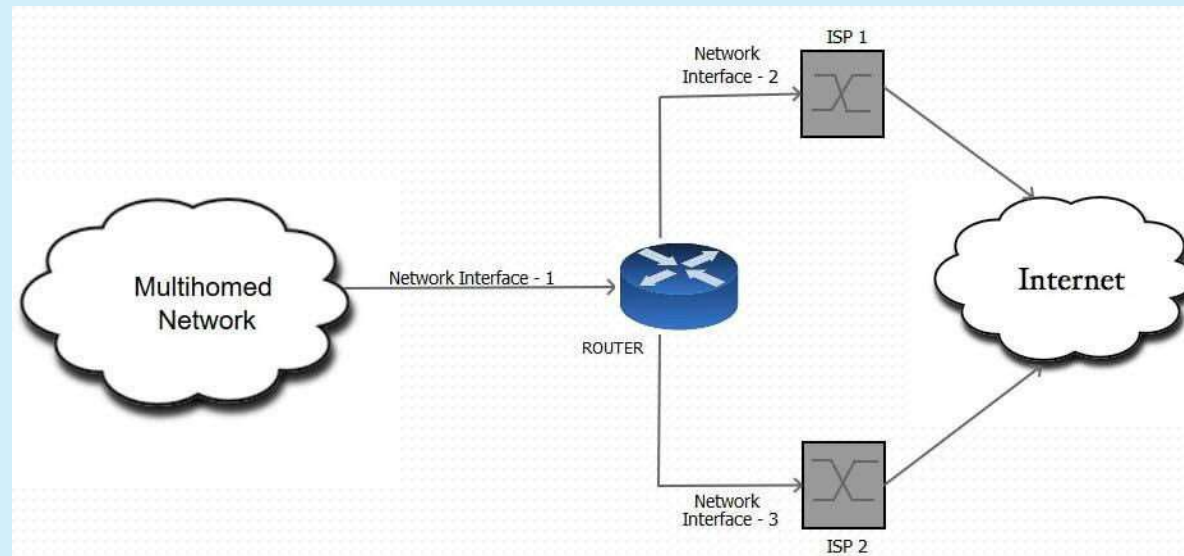 ISP 1
Network
Interface - 2
Multihomed
Network
Network Interface - 1
ROUTER
Internet
Network
Interface - 3
ISP 2